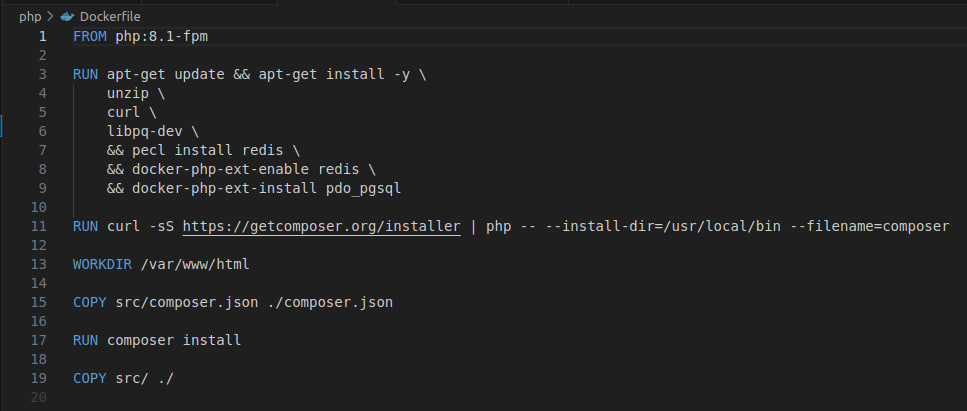 php > Dockerfile
1 FROM php:8.1-fpm
2
3 RUN apt-get update && apt-get install -y \
4     unzip \
5     curl \
6     libpq-dev \
7     && pecl install redis \
8     && docker-php-ext-enable redis \
9     && docker-php-ext-install pdo_pgsql
10
11 RUN curl -sS https://getcomposer.org/installer | php -- --install-dir=/usr/local/bin --filename=composer
12
13 WORKDIR /var/www/html
14
15 COPY src/composer.json ./composer.json
16
17 RUN composer install
18
19 COPY src/ ./
20